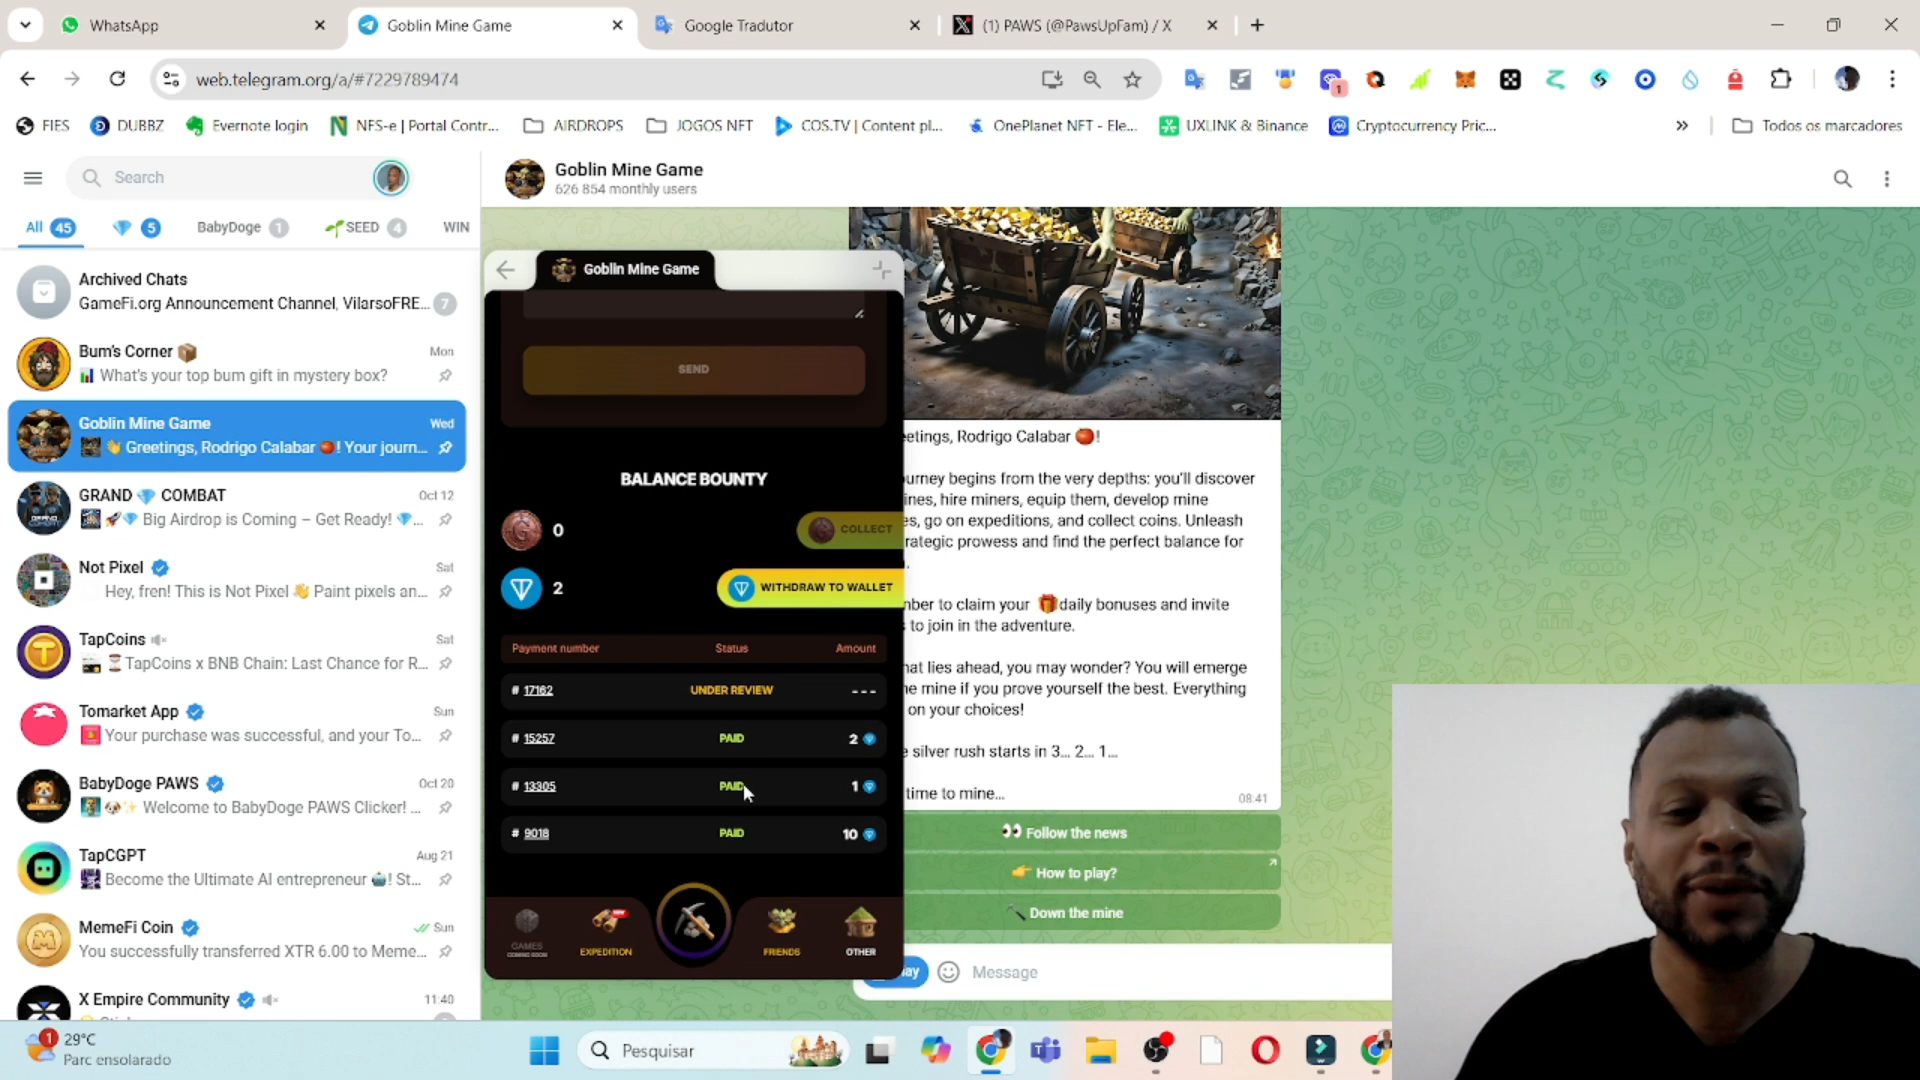 WhatsApp
Goblin Mine Game
Google Tradutor
(1) PAWS (@PawsUpFam) / X
web.telegram.org/a/#7229789474
1
FIES
DUBBZ
Evernote login
NFS-e | Portal Contr...
AIRDROPS
JOGOS NFT
COS.TV | Content pl...
OnePlanet NFT - Ele...
UXLINK & Binance
Cryptocurrency Pric...
Todos os marcadores
Search
All 45
5
BabyDoge 1
SEED 4
WIN
Archived Chats
GameFi.org Announcement Channel, VilarsoFRE... 7
Bum's Corner Mon
What's your top bum gift in mystery box?
Goblin Mine Game Wed
Greetings, Rodrigo Calabar ! Your journ...
GRAND COMBAT Oct 12
Big Airdrop is Coming – Get Ready! ...
Not Pixel Sat
Hey, fren! This is Not Pixel Paint pixels an...
TapCoins Sat
TapCoins x BNB Chain: Last Chance for R...
Tomarket App Sun
Your purchase was successful, and your To...
BabyDoge PAWS Oct 20
Welcome to BabyDoge PAWS Clicker! ...
TapCGPT Aug 21
Become the Ultimate AI entrepreneur ! St...
MemeFi Coin Sun
You successfully transferred XTR 6.00 to Meme...
X Empire Community 11:40
Goblin Mine Game
626 854 monthly users
Goblin Mine Game
SEND
BALANCE BOUNTY
0 COLLECT
2 WITHDRAW TO WALLET
Payment number Status Amount
# 17162 UNDER REVIEW ---
# 15257 PAID 2
# 13305 PAID 1
# 9018 PAID 10
GAMES
COMING SOON
EXPEDITION
FRIENDS
OTHER
eetings, Rodrigo Calabar !
ourney begins from the very depths: you'll discover
ines, hire miners, equip them, develop mine
es, go on expeditions, and collect coins. Unleash
rategic prowess and find the perfect balance for
nber to claim your daily bonuses and invite
to join in the adventure.
hat lies ahead, you may wonder? You will emerge
he mine if you prove yourself the best. Everything
on your choices!
e silver rush starts in 3... 2... 1...
time to mine...
08:41
Follow the news
How to play?
Down the mine
ay
Message
1
29°C
Parc ensolarado
Pesquisar